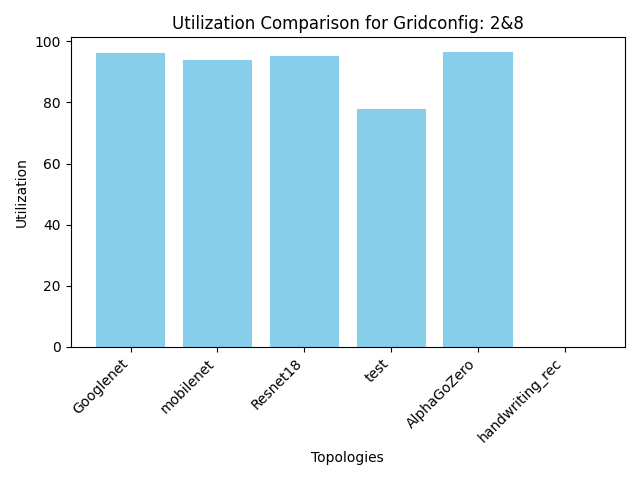 Utilization Comparison for Gridconfig: 2&8
Utilization
100
80
60
40
20
0
Googlenet
mobilenet
Resnet18
test
AlphaGoZero
handwriting_rec
Topologies